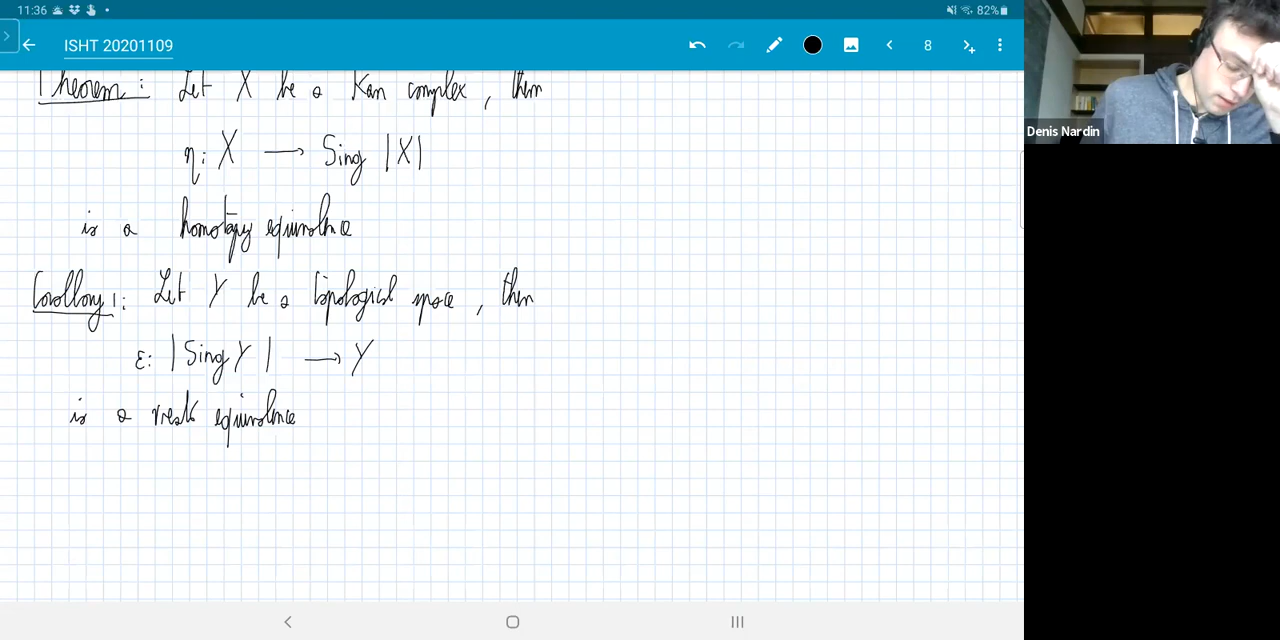 11:36
82%
ISHT 20201109
8
Theorem: Let X be a Kan complex, then
η: X → Sing |X|
is a homotopy equivalence
Corollary 1: Let Y be a topological space, then
ε: |Sing Y| → Y
is a weak equivalence
Denis Nardin